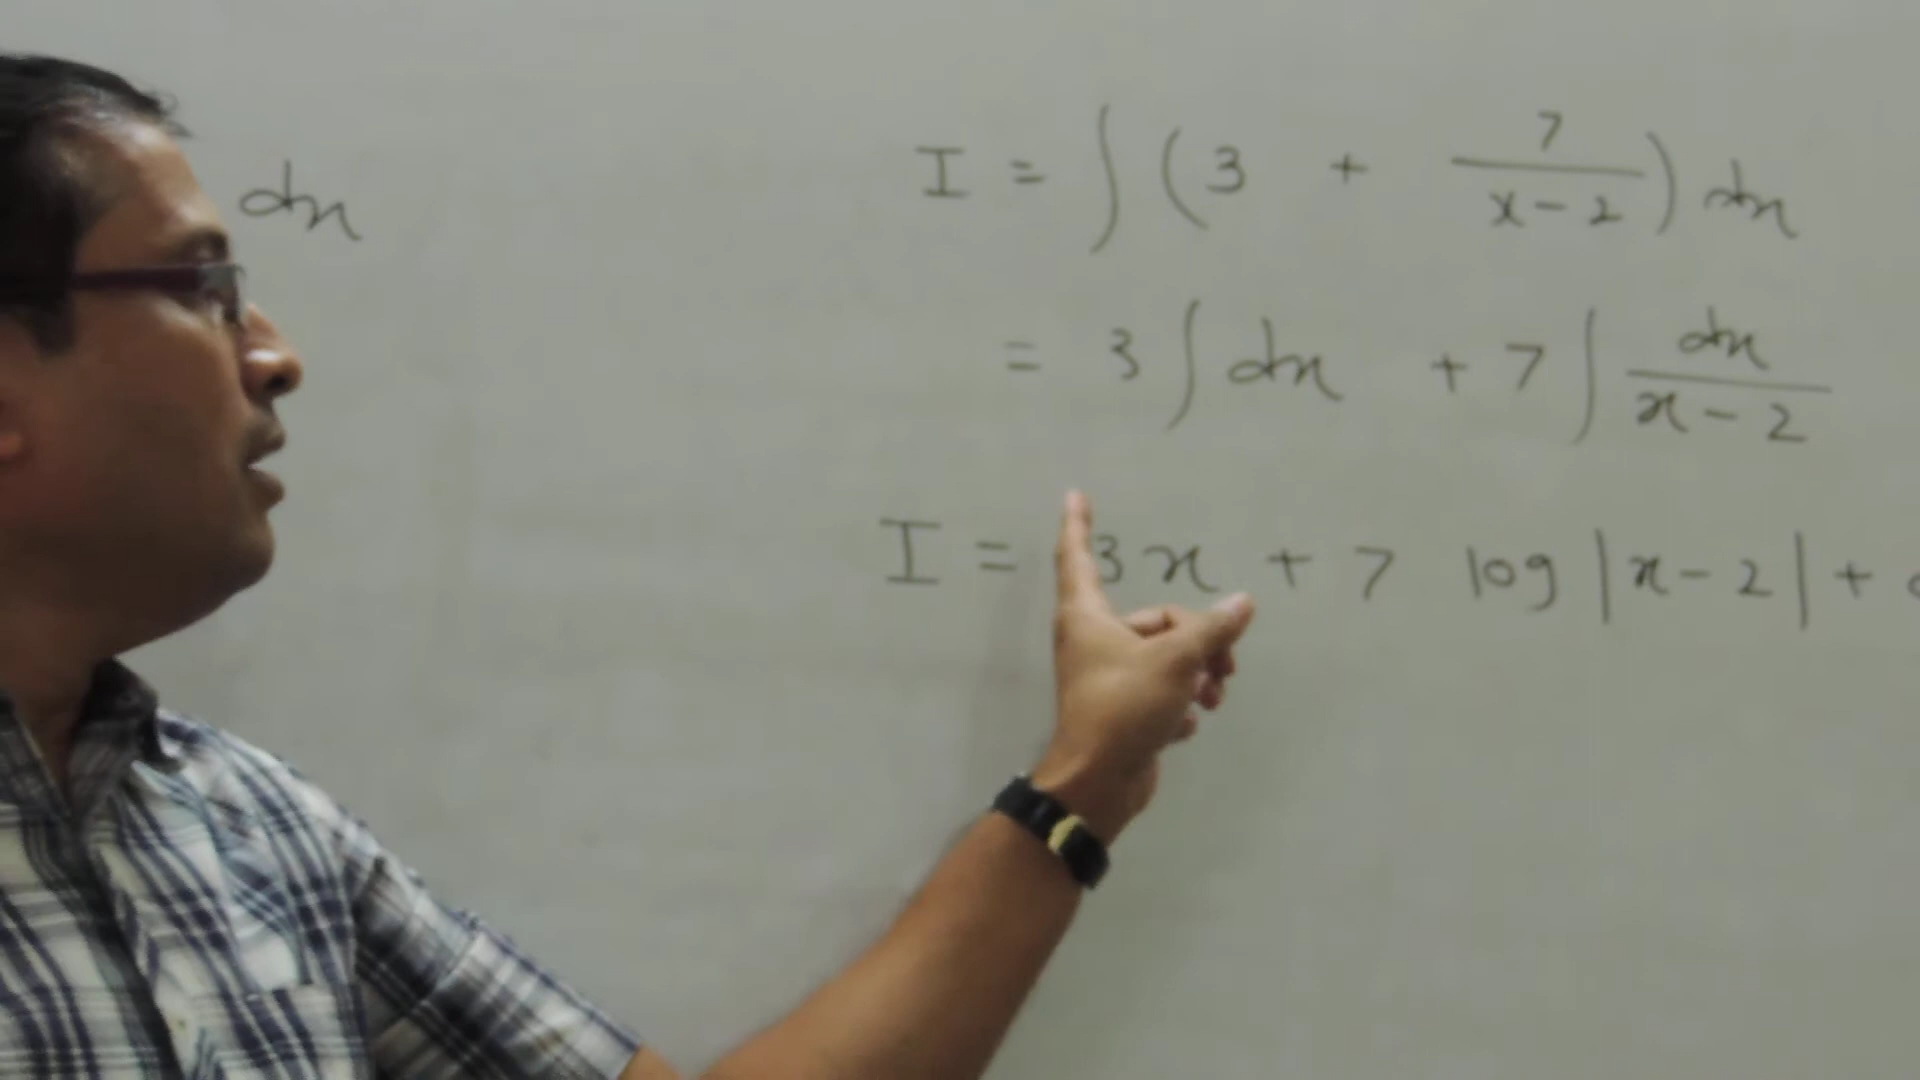 dx
I = ∫ (3 + 7/(x-2)) dx
= 3 ∫ dx + 7 ∫ dx/(x-2)
I = 3x + 7 log |x-2| +